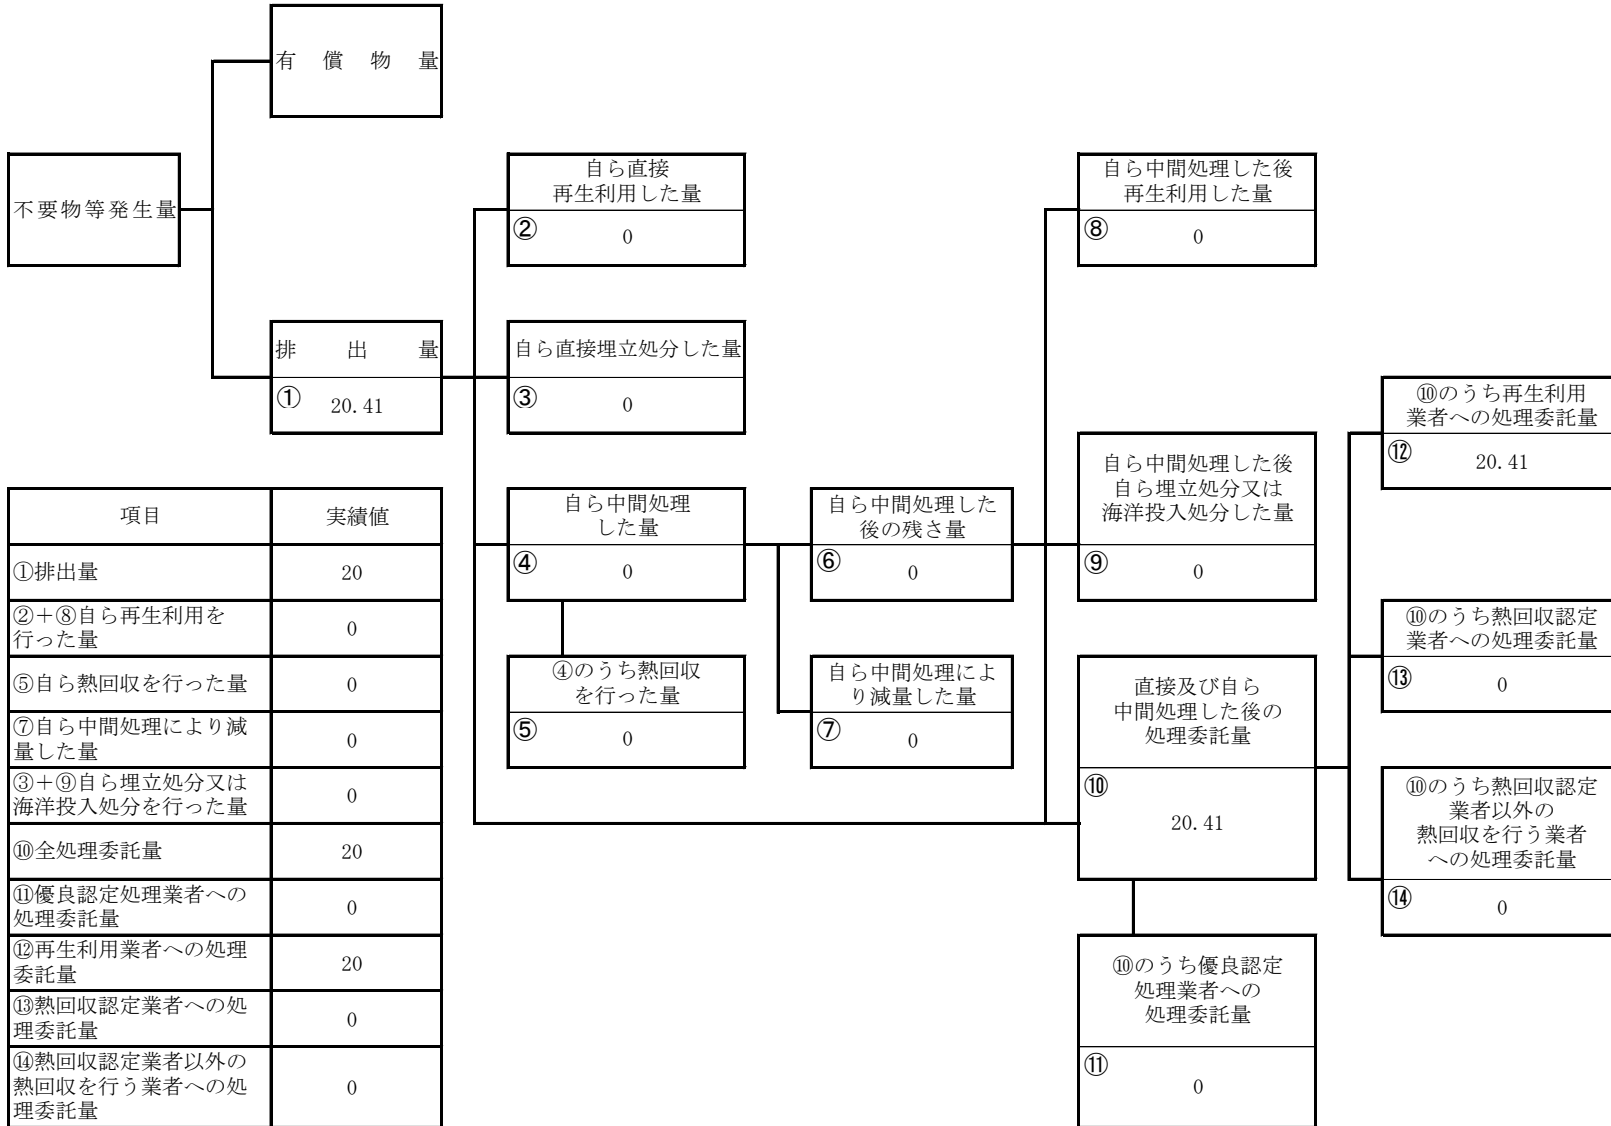 有償物量
不要物等発生量
排出量
① 20.41
自ら直接
再生利用した量
② 0
自ら直接埋立処分した量
③ 0
自ら中間処理
した量
④ 0
④のうち熱回収
を行った量
⑤ 0
自ら中間処理した
後の残さ量
⑥ 0
自ら中間処理によ
り減量した量
⑦ 0
自ら中間処理した後
再生利用した量
⑧ 0
自ら中間処理した後
自ら埋立処分又は
海洋投入処分した量
⑨ 0
直接及び自ら
中間処理した後の
処理委託量
⑩
20.41
⑩のうち優良認定
処理業者への
処理委託量
⑪
0
⑩のうち再生利用
業者への処理委託量
⑫ 20.41
⑩のうち熱回収認定
業者への処理委託量
⑬ 0
⑩のうち熱回収認定
業者以外の
熱回収を行う業者
への処理委託量
⑭ 0
項目 実績値
①排出量 20
②+⑧自ら再生利用を
行った量 0
⑤自ら熱回収を行った量 0
⑦自ら中間処理により減
量した量 0
③+⑨自ら埋立処分又は
海洋投入処分を行った量 0
⑩全処理委託量 20
⑪優良認定処理業者への
処理委託量 0
⑫再生利用業者への処理
委託量 20
⑬熱回収認定業者への処
理委託量 0
⑭熱回収認定業者以外の
熱回収を行う業者への処
理委託量 0